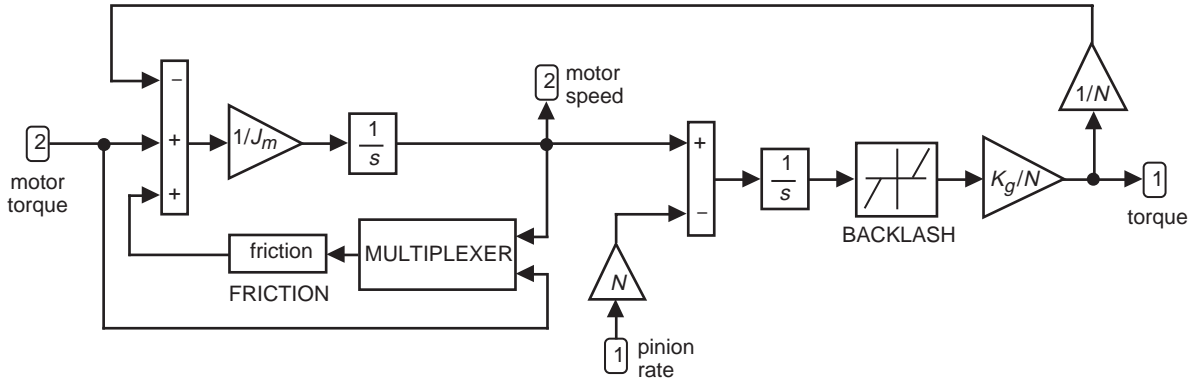 2
motor
torque
−
+
+
1/Jm
1
s
2
motor
speed
friction
FRICTION
MULTIPLEXER
+
−
N
1
pinion
rate
1
s
BACKLASH
Kg/N
1/N
1
torque